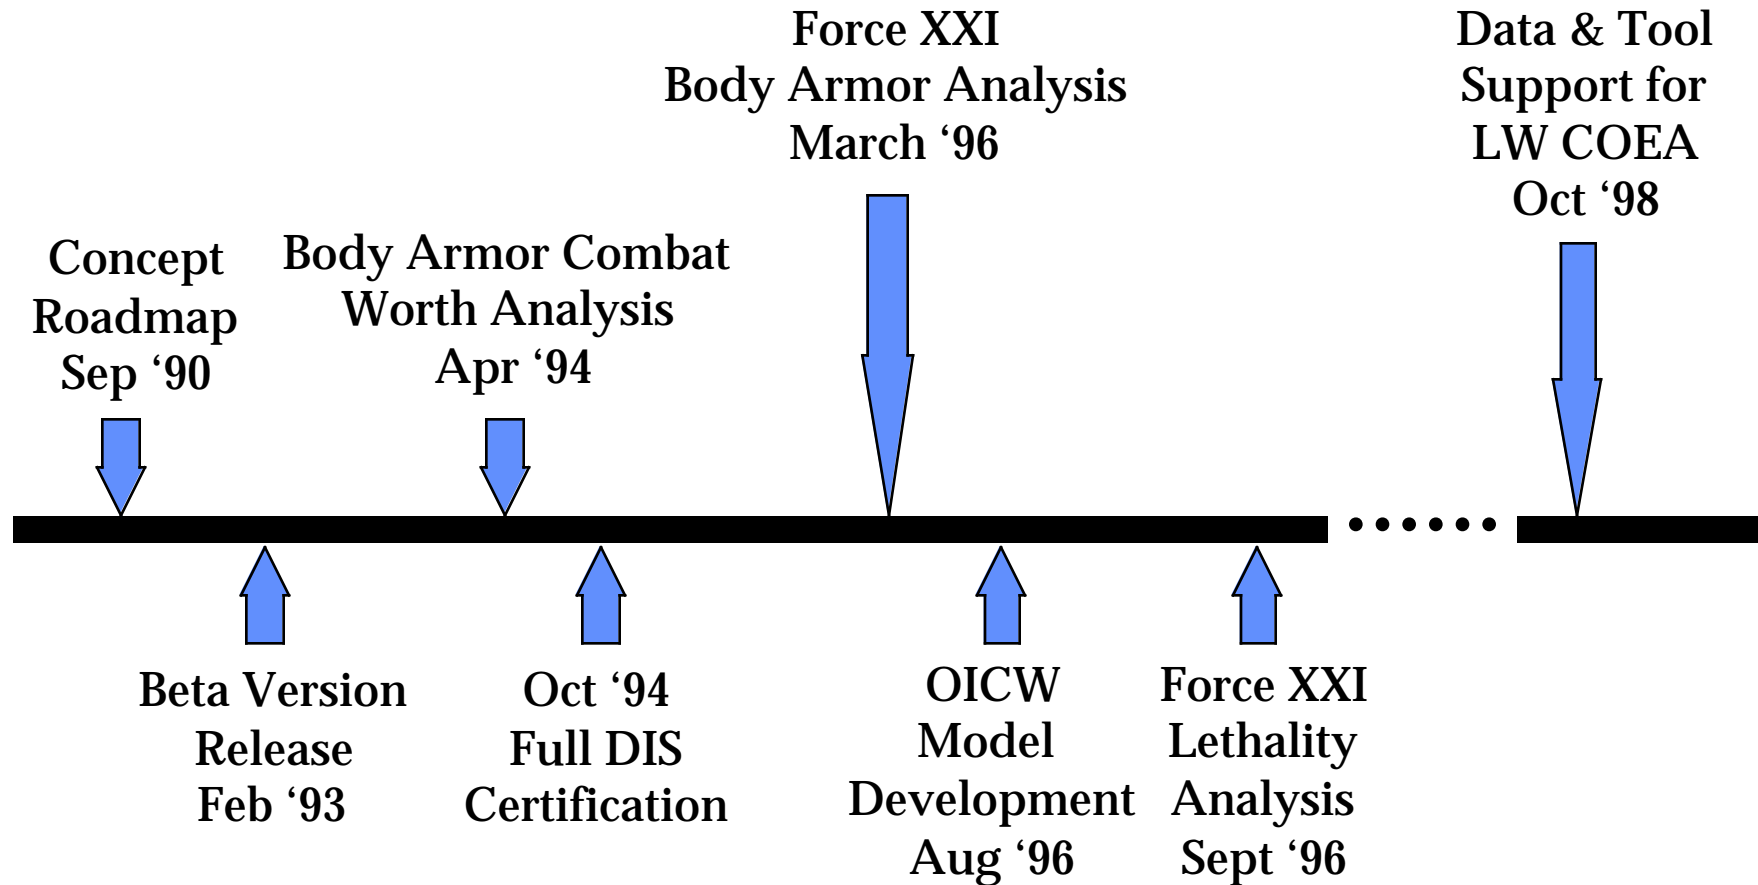 Force XXI
Body Armor Analysis
March ‘96
Data & Tool
Support for
LW COEA
Oct ‘98
Concept
Roadmap
Sep ‘90
Body Armor Combat
Worth Analysis
Apr ‘94
Beta Version
Release
Feb ‘93
Oct ‘94
Full DIS
Certification
OICW
Model
Development
Aug ‘96
Force XXI
Lethality
Analysis
Sept ‘96